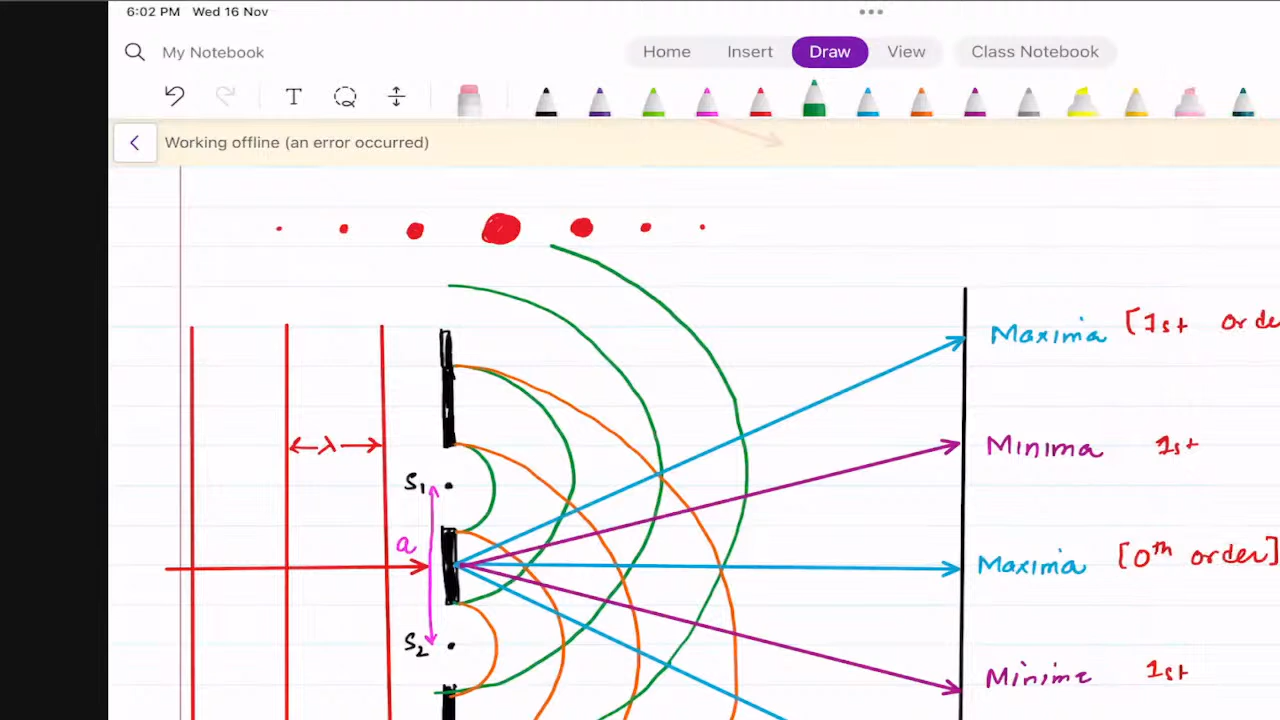 6:02 PM Wed 16 Nov
My Notebook
Home Insert Draw View Class Notebook
T
Working offline (an error occurred)
Maxima [1st orde
λ
Minima 1st
S1
a
Maxima [0th order]
S2
Minima 1st